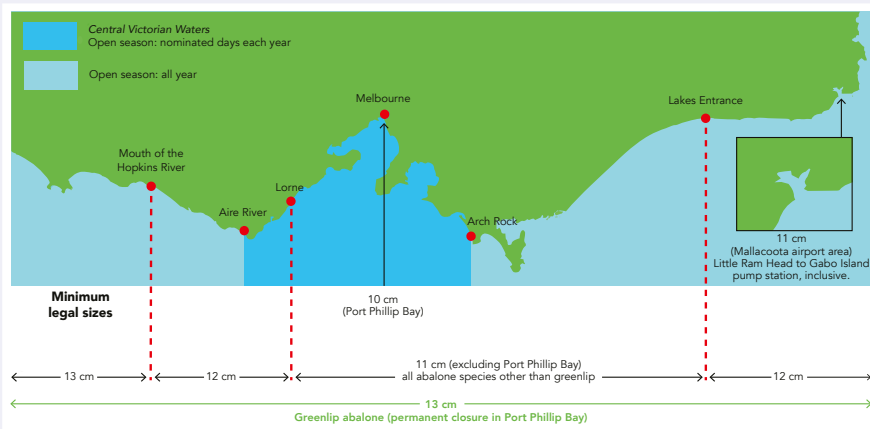 Central Victorian Waters
Open season: nominated days each year
Open season: all year
Melbourne
Lakes Entrance
Mouth of the
Hopkins River
Lorne
Aire River
Arch Rock
11 cm
(Mallacoota airport area)
Little Ram Head to Gabo Island
pump station, inclusive.
Minimum
legal sizes
10 cm
(Port Phillip Bay)
13 cm
12 cm
11 cm (excluding Port Phillip Bay)
all abalone species other than greenlip
12 cm
13 cm
Greenlip abalone (permanent closure in Port Phillip Bay)